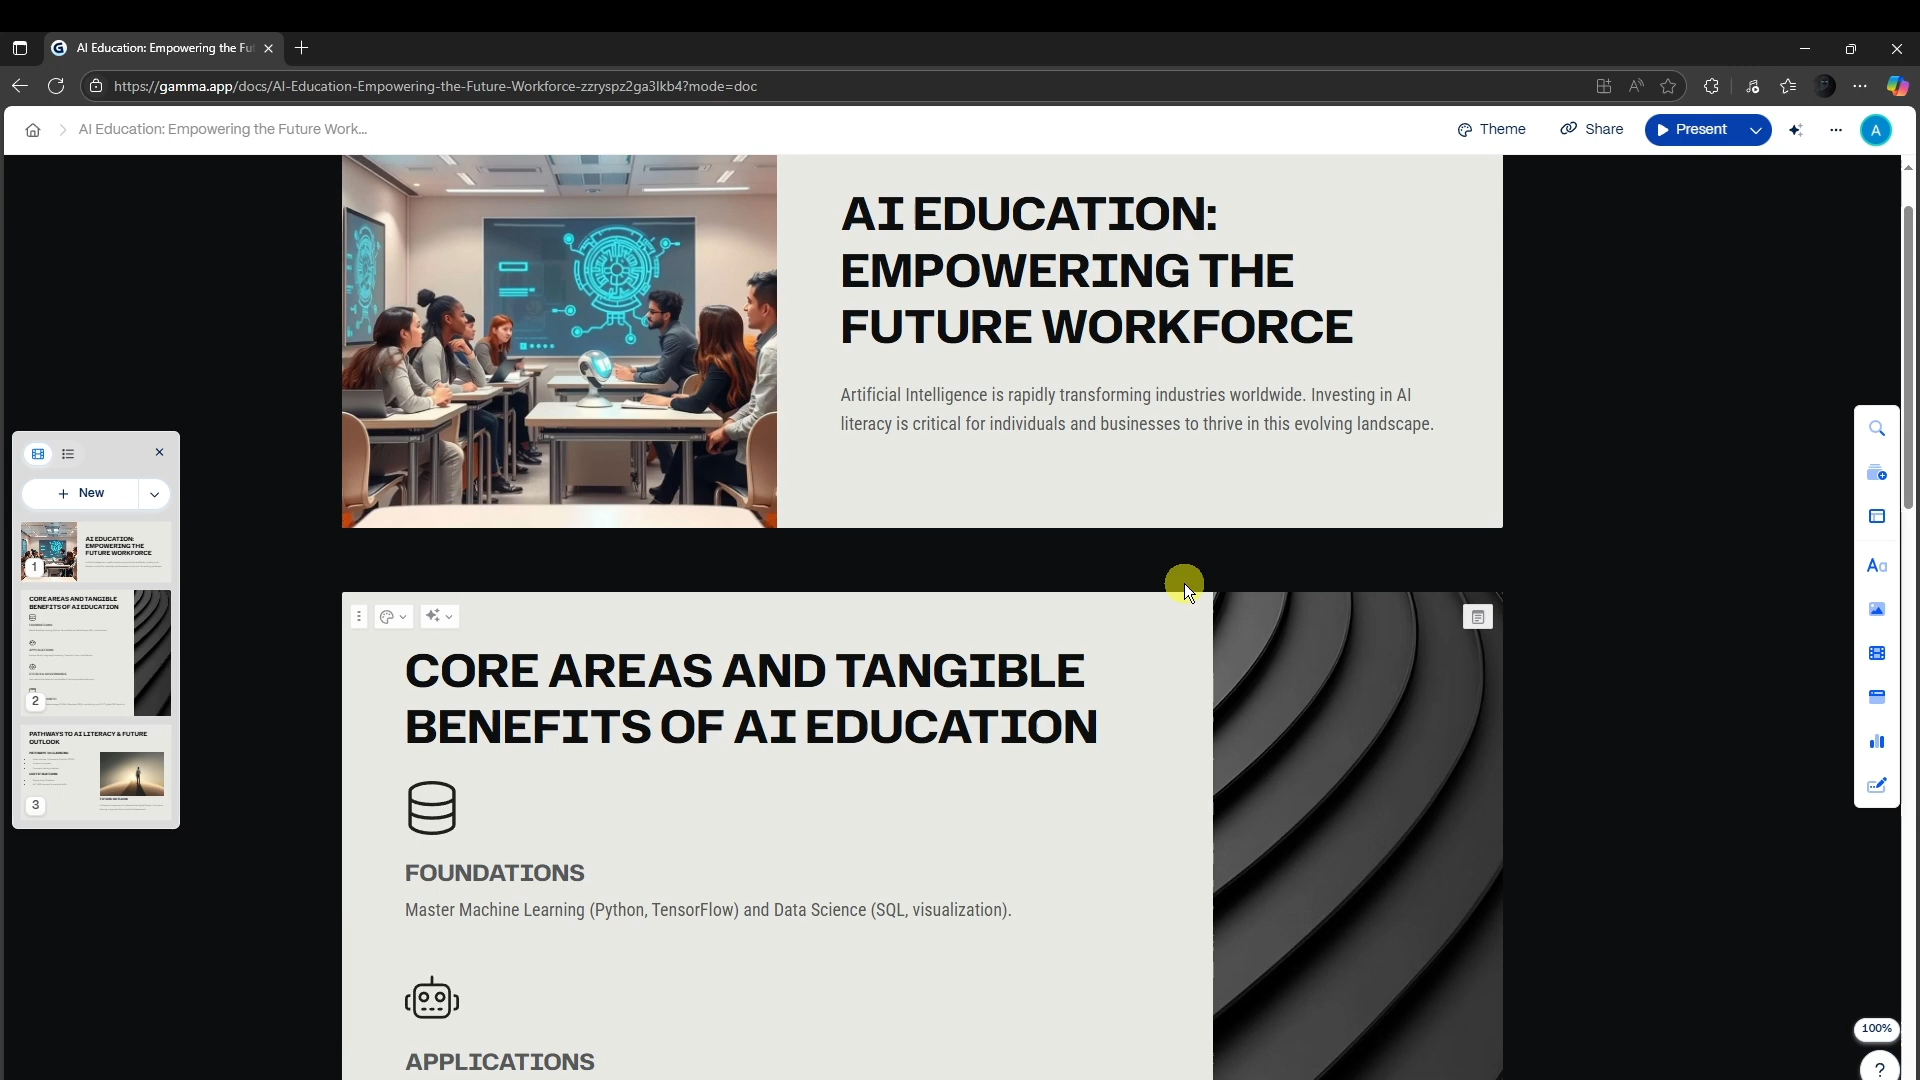 AI Education: Empowering the Fu
https://gamma.app/docs/AI-Education-Empowering-the-Future-Workforce-zzryspz2ga3lkb4?mode=doc
AI Education: Empowering the Future Work...
Theme
Share
Present
A
AI EDUCATION:
EMPOWERING THE
FUTURE WORKFORCE
Artificial Intelligence is rapidly transforming industries worldwide. Investing in AI
literacy is critical for individuals and businesses to thrive in this evolving landscape.
+ New
AI EDUCATION:
EMPOWERING THE
FUTURE WORKFORCE
1
CORE AREAS AND TANGIBLE
BENEFITS OF AI EDUCATION
2
PATHWAYS TO AI LITERACY & FUTURE
OUTLOOK
3
CORE AREAS AND TANGIBLE
BENEFITS OF AI EDUCATION
FOUNDATIONS
Master Machine Learning (Python, TensorFlow) and Data Science (SQL, visualization).
APPLICATIONS
Aa
100%
?